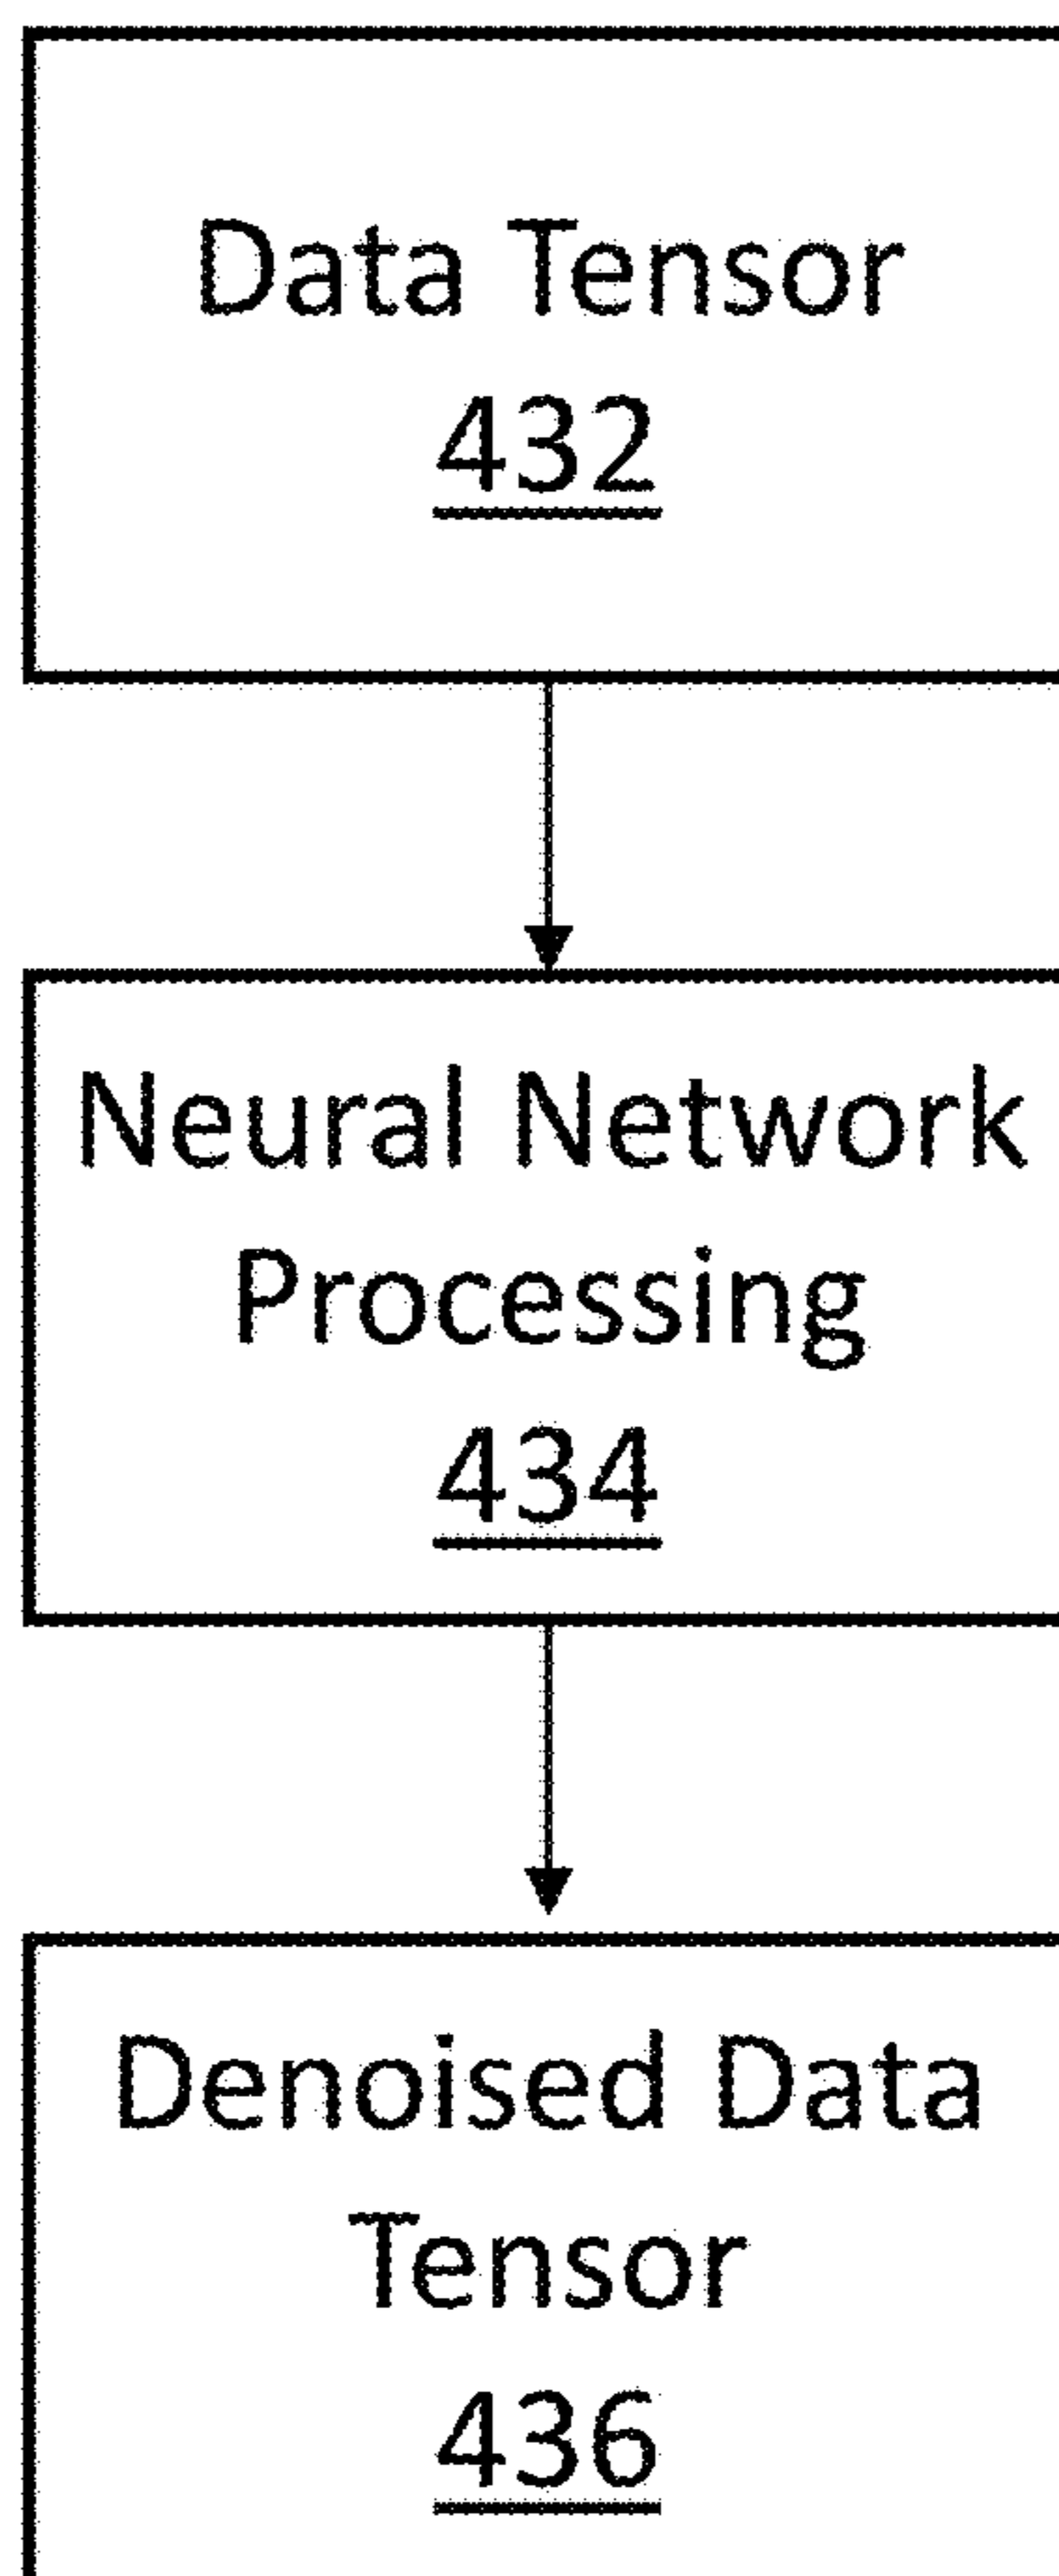 Data Tensor
432
Neural Network
Processing
434
Denoised Data
Tensor
436